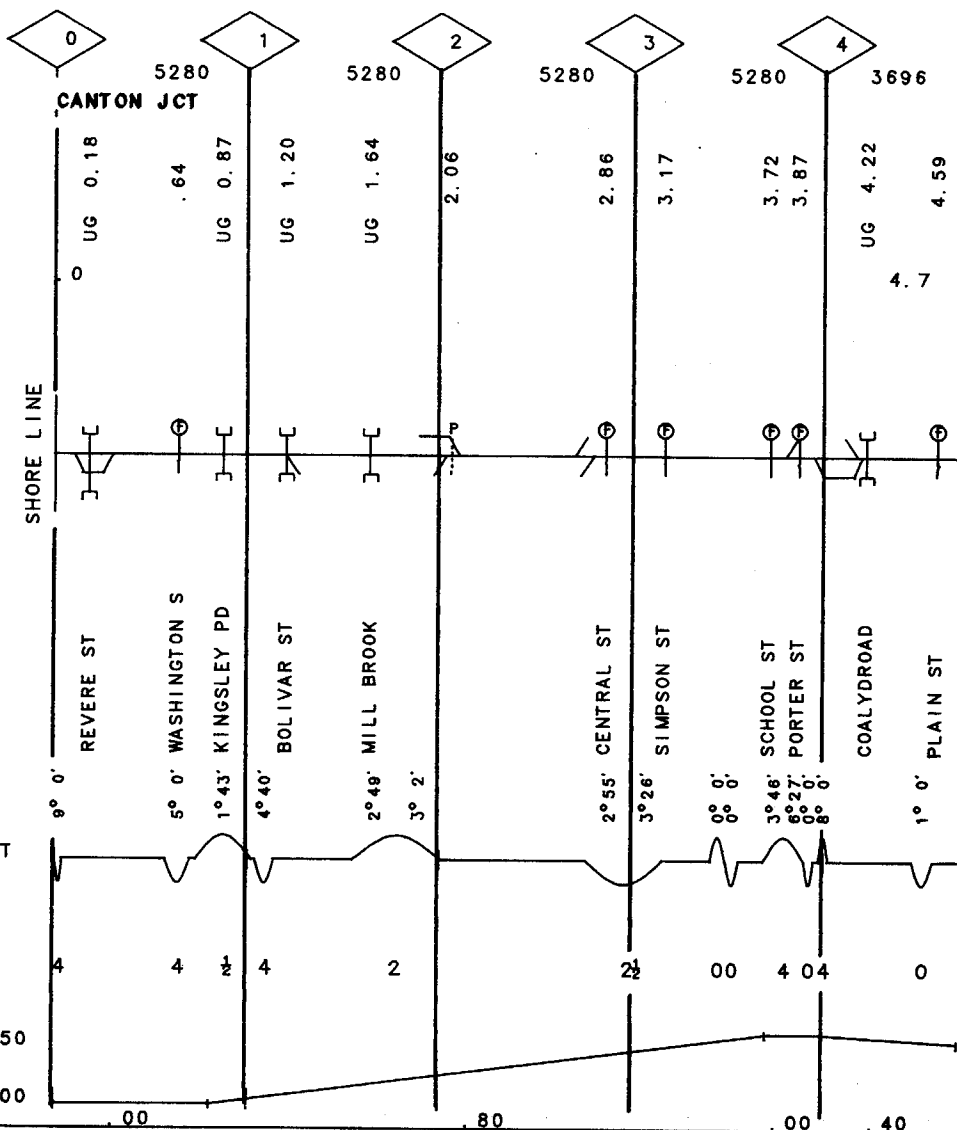 0 1 2 3 4
5280 5280 5280 5280 3696
CANTON JCT
UG 0.18
.64
UG 0.87
UG 1.20
UG 1.64
2.06
2.86
3.17
3.72
3.87
UG 4.22
4.59
0
4.7
SHORE LINE
F
P
F
F
F
F
F
REVERE ST
WASHINGTON S
KINGSLEY PD
BOLIVAR ST
MILL BROOK
CENTRAL ST
SIMPSON ST
SCHOOL ST
PORTER ST
COALYDROAD
PLAIN ST
9° 0'
5° 0'
1°43'
4°40'
2°49'
3° 2'
2°55'
3°26'
0° 0'
0° 0'
3°46'
6°27'
0° 0'
8° 0'
1° 0'
T
4 4 ½ 4 2 2½ 00 4 0 4 0
50
00
.00 .80 .00 .40